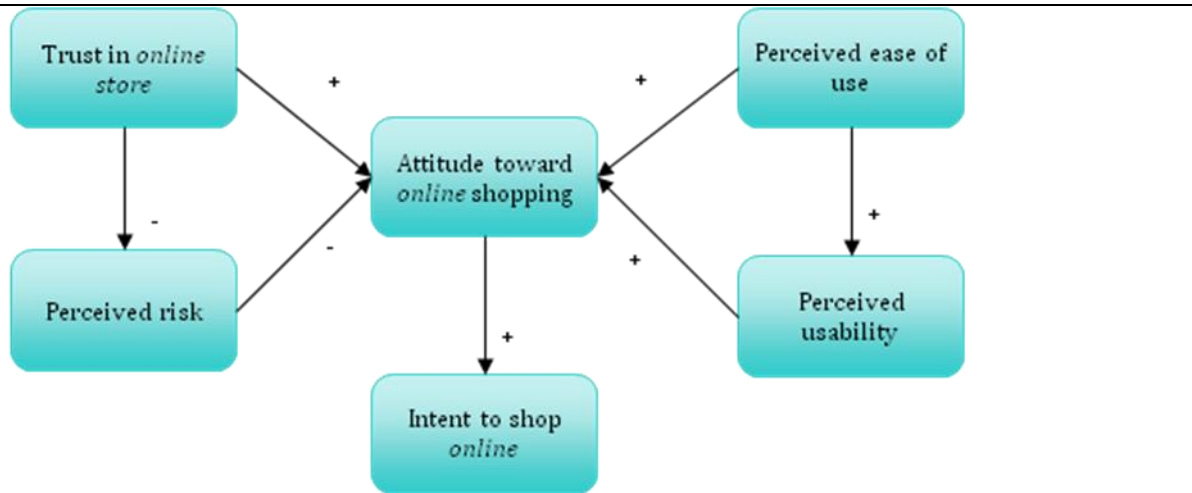 Trust in online
store
+
+
Perceived ease of
use
Attitude toward
online shopping
-
-
+
+
Perceived risk
Perceived
usability
+
Intent to shop
online